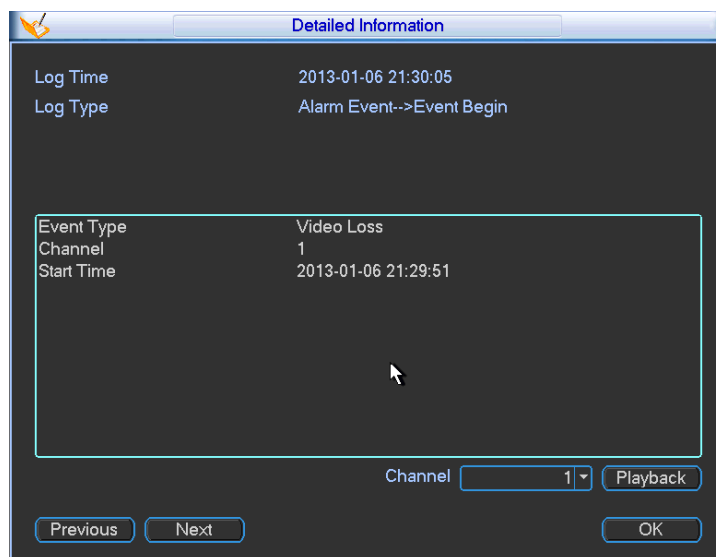 Detailed Information
Log Time 2013-01-06 21:30:05
Log Type Alarm Event-->Event Begin
Event Type Video Loss
Channel 1
Start Time 2013-01-06 21:29:51
Channel 1 Playback
Previous Next OK